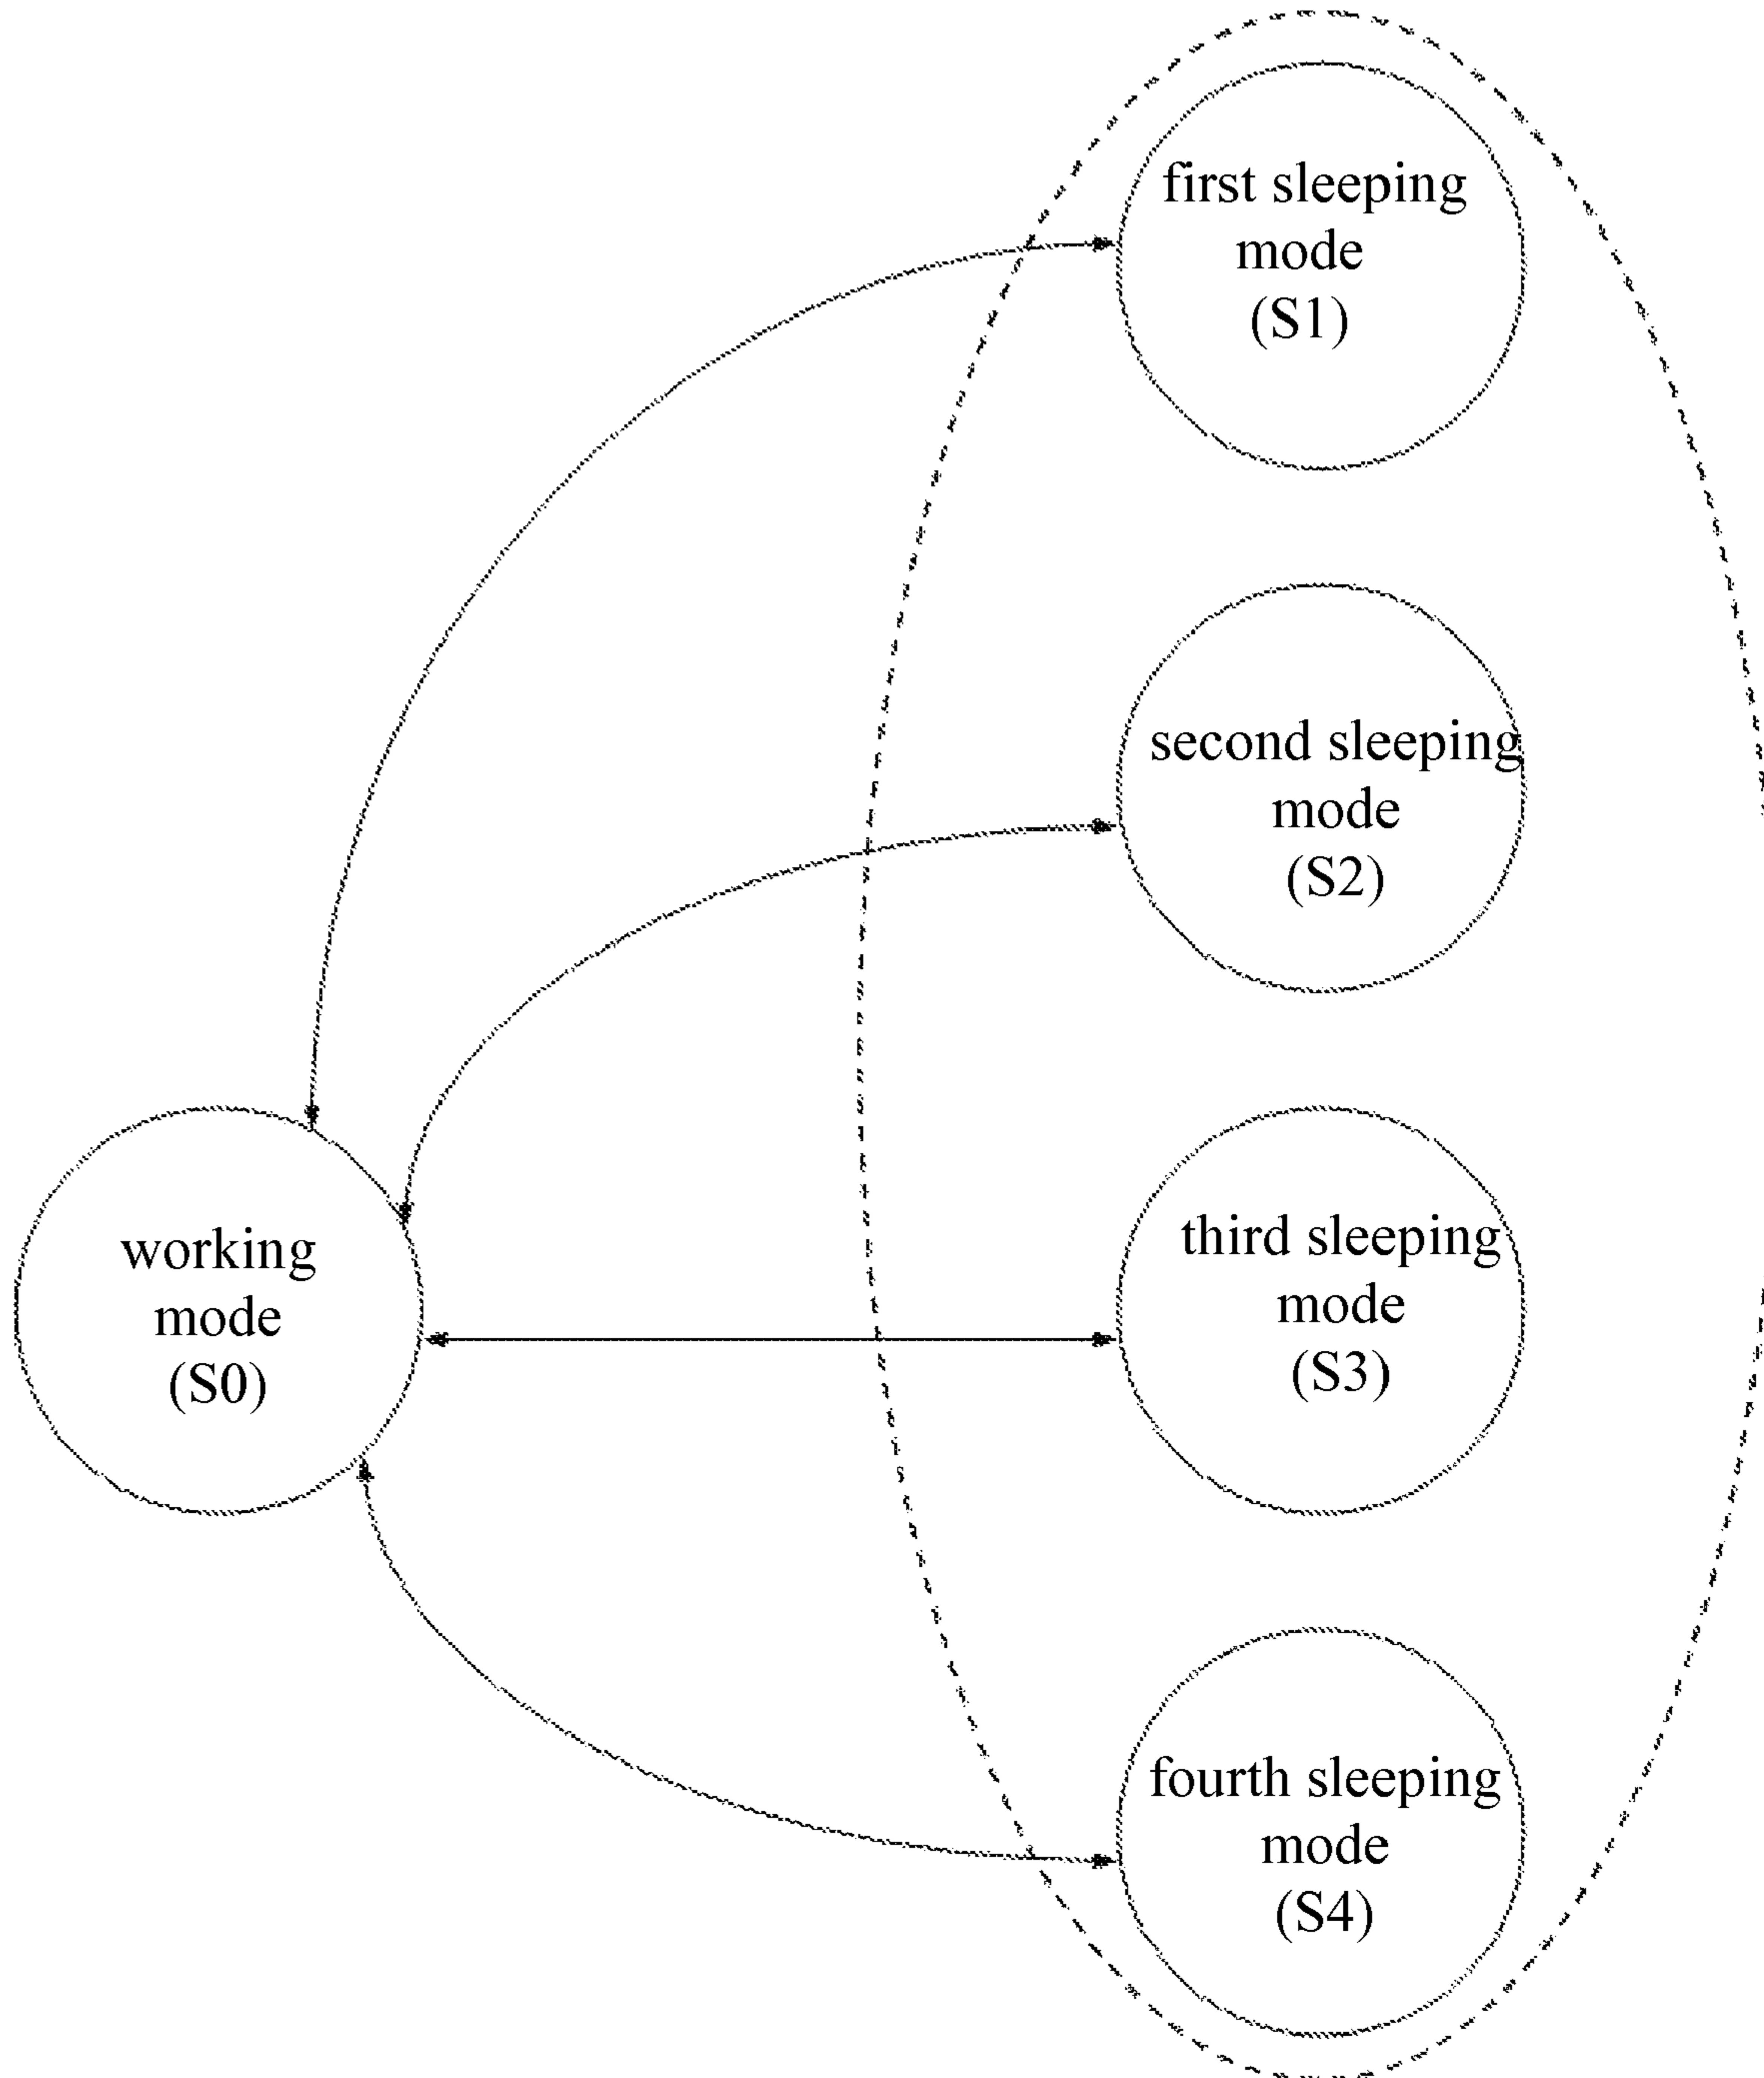 first sleeping
mode
(S1)
second sleeping
mode
(S2)
working
mode
(S0)
third sleeping
mode
(S3)
fourth sleeping
mode
(S4)